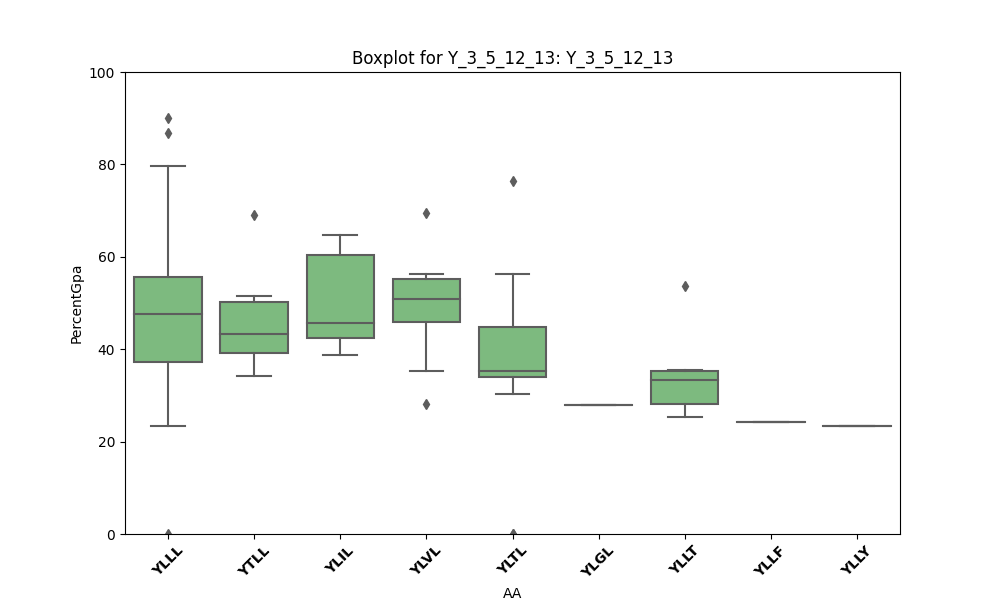 Boxplot for Y_3_5_12_13: Y_3_5_12_13
100
80
60
40
20
0
PercentGpa
YLLL
YTLL
YLIL
YLVL
YLTL
YLGL
YLLT
YLLF
YLLY
AA